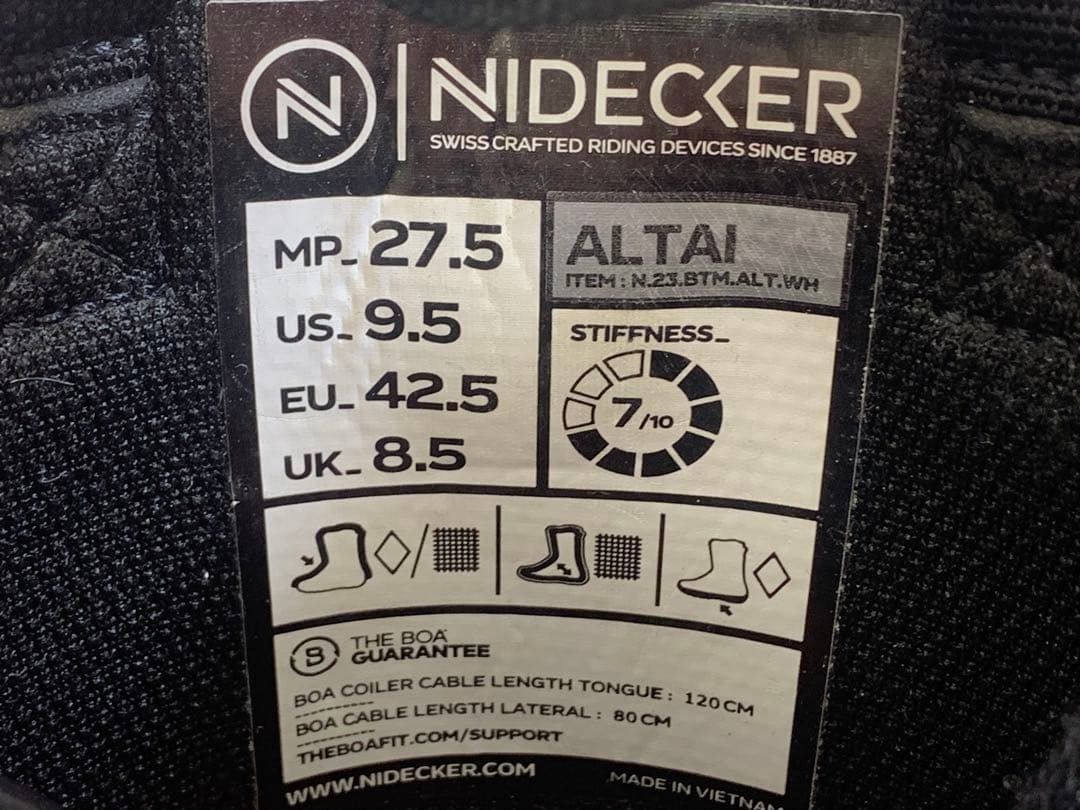 N
NIDECKER
SWISS CRAFTED RIDING DEVICES SINCE 1887
MP_ 27.5
US_ 9.5
EU_ 42.5
UK_ 8.5
ALTAI
ITEM : N.23.BTM.ALT.WH
STIFFNESS_
7/10
B THE BOA
GUARANTEE
BOA COILER CABLE LENGTH TONGUE : 120 CM
BOA CABLE LENGTH LATERAL : 80 CM
THEBOAFIT.COM/SUPPORT
WWW.NIDECKER.COM
MADE IN VIETNAM